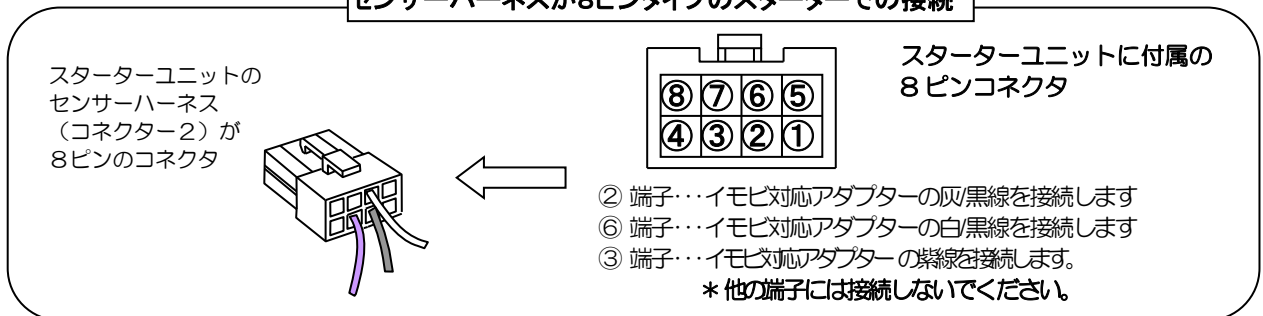 センサーハーネスが8ピンタイプのスターターでの接続
スターターユニットの
センサーハーネス
（コネクター２）が
８ピンのコネクタ
⑧⑦⑥⑤
④③②①
スターターユニットに付属の
８ピンコネクタ
② 端子･･･イモビ対応アダプターの灰/黒線を接続します
⑥ 端子･･･イモビ対応アダプターの白/黒線を接続します
③ 端子･･･イモビ対応アダプター の紫線を接続します。
＊他の端子には接続しないでください。